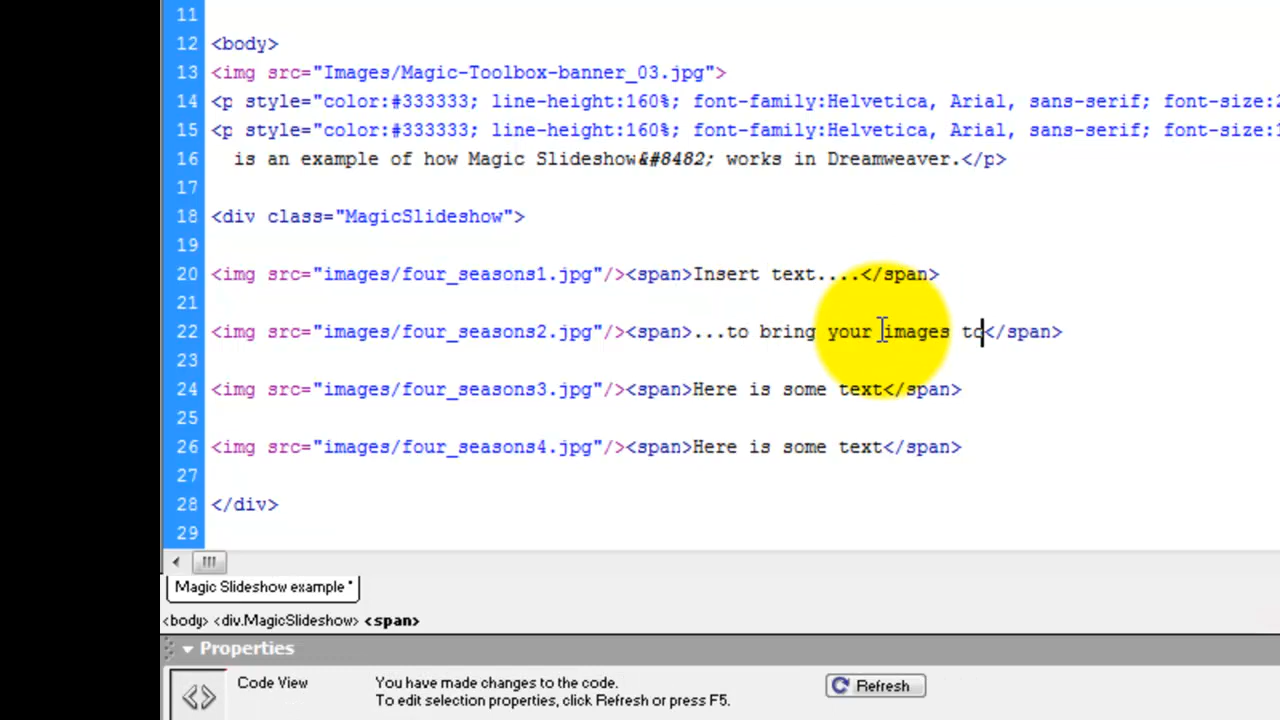 11
12 <body>
13 <img src="Images/Magic-Toolbox-banner_03.jpg">
14 <p style="color:#333333; line-height:160%; font-family:Helvetica, Arial, sans-serif; font-size:2
15 <p style="color:#333333; line-height:160%; font-family:Helvetica, Arial, sans-serif; font-size:1
16 is an example of how Magic Slideshow&#8482; works in Dreamweaver.</p>
17
18 <div class="MagicSlideshow">
19
20 <img src="images/four_seasons1.jpg"/><span>Insert text....</span>
21
22 <img src="images/four_seasons2.jpg"/><span>...to bring your images to</span>
23
24 <img src="images/four_seasons3.jpg"/><span>Here is some text</span>
25
26 <img src="images/four_seasons4.jpg"/><span>Here is some text</span>
27
28 </div>
29
Magic Slideshow example*
<body> <div.MagicSlideshow> <span>
Properties
Code View You have made changes to the code. Refresh
To edit selection properties, click Refresh or press F5.